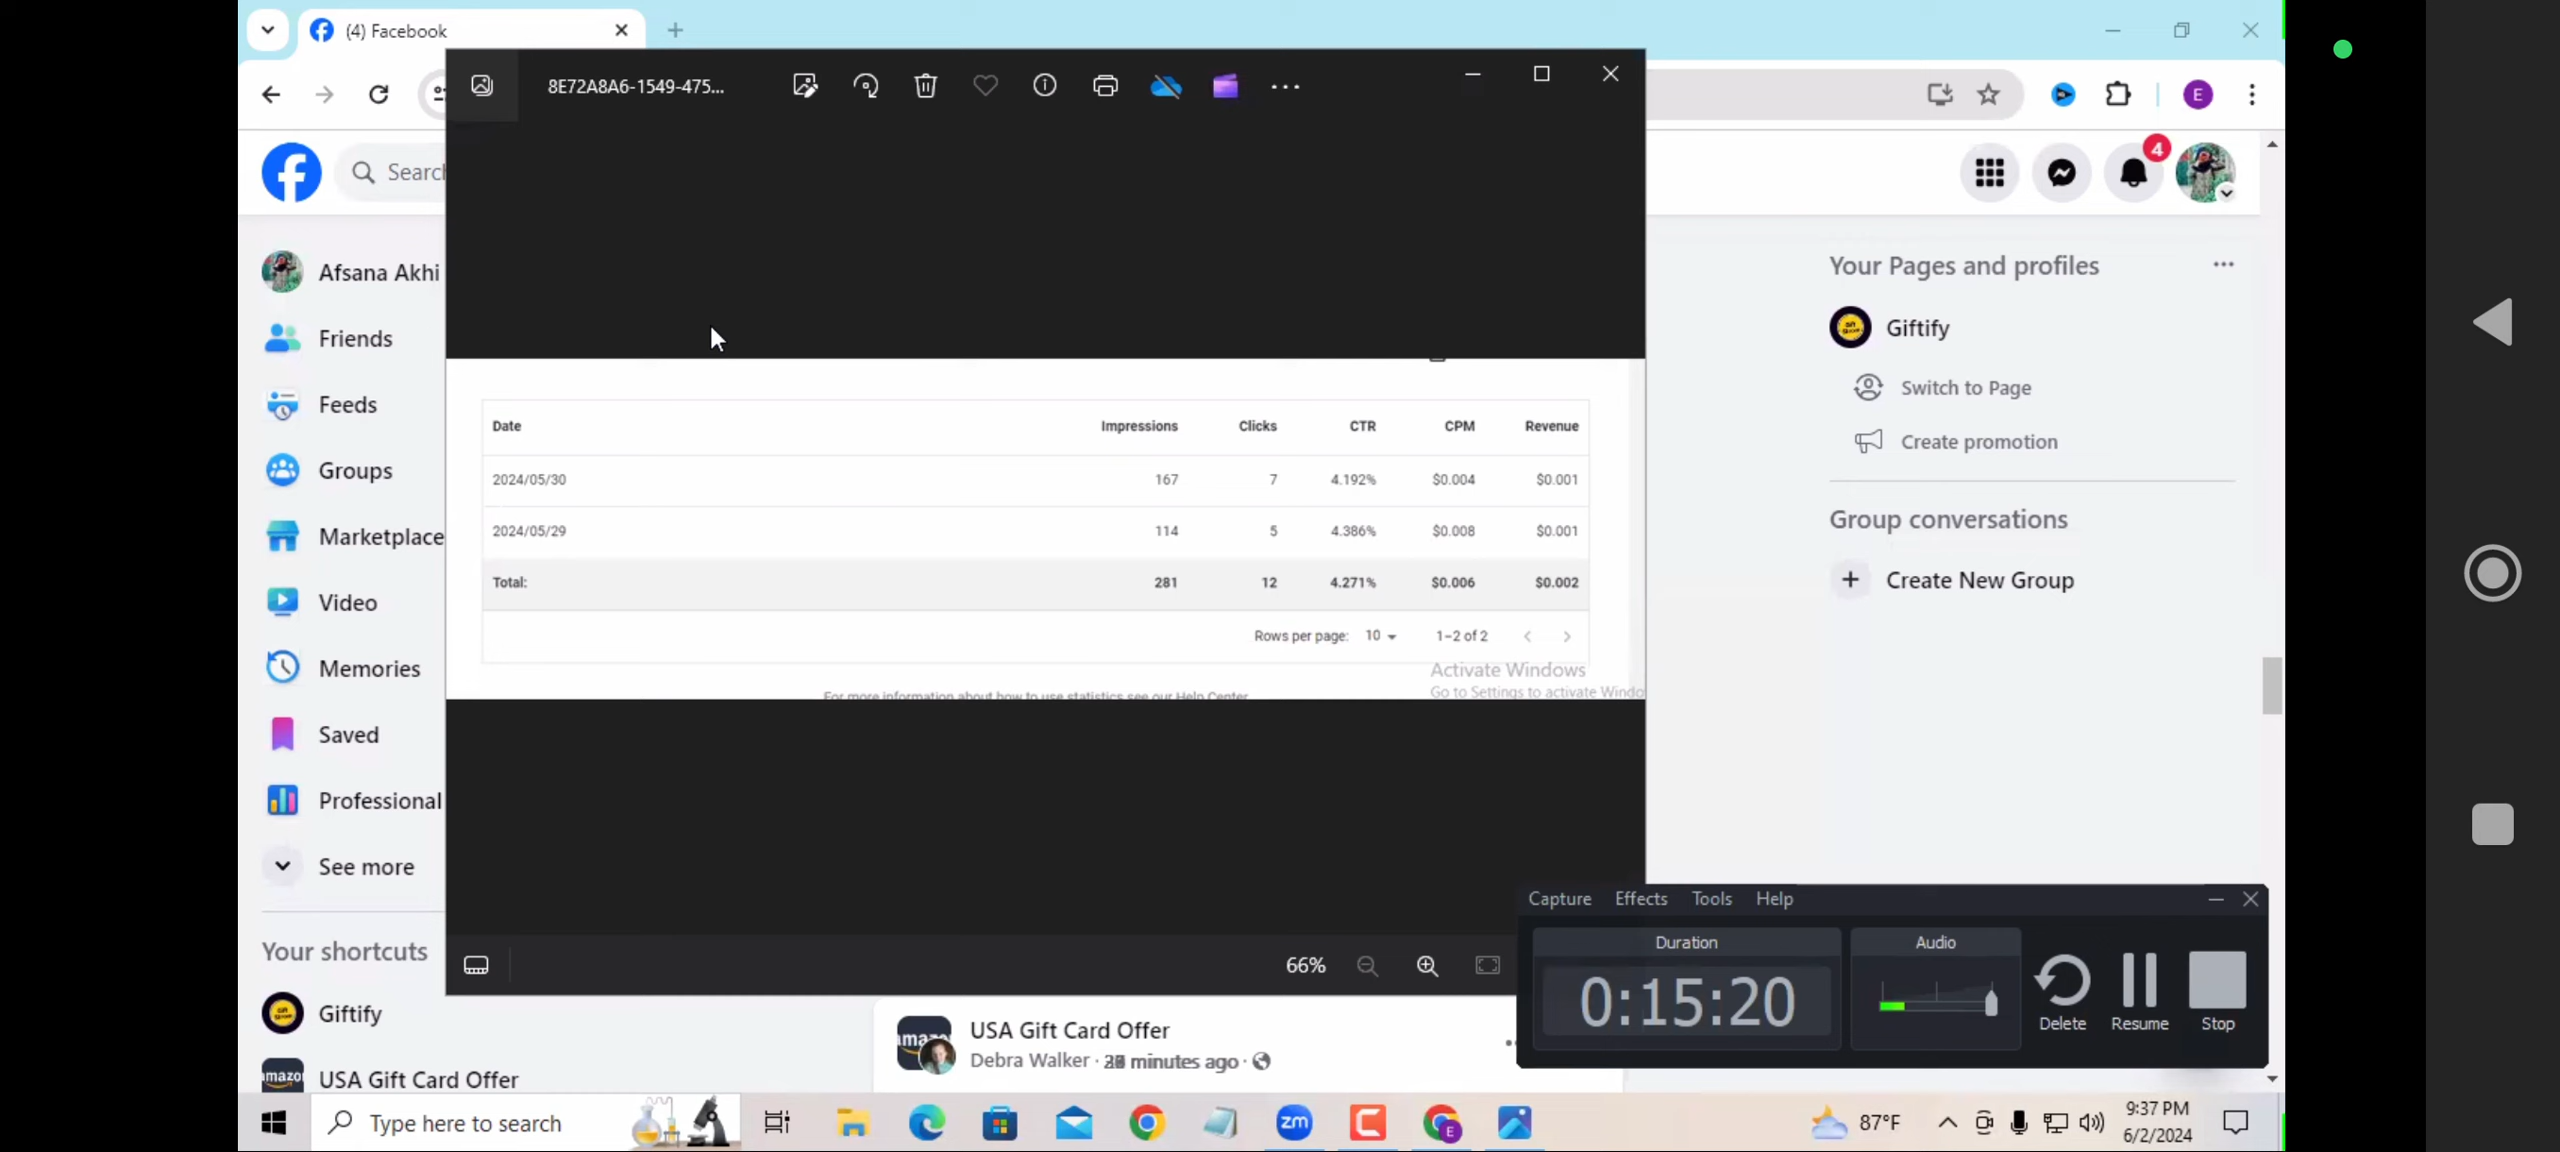 (4) Facebook
8E72A8A6-1549-475...
E
Search
4
Afsana Akhi
Friends
Feeds
Groups
Marketplace
Video
Memories
Saved
Professional
See more
Your shortcuts
Giftify
USA Gift Card Offer
Date Impressions Clicks CTR CPM Revenue
2024/05/30 167 7 4.192% $0.004 $0.001
2024/05/29 114 5 4.386% $0.008 $0.001
Total: 281 12 4.271% $0.006 $0.002
Rows per page: 10 1-2 of 2
Activate Windows
Go to Settings to activate Windo
For more information about how to use statistics see our Help Center
66%
Your Pages and profiles
Giftify
Switch to Page
Create promotion
Group conversations
Create New Group
Capture Effects Tools Help
Duration Audio
0:15:20
Delete Resume Stop
USA Gift Card Offer
Debra Walker · minutes ago ·
Type here to search
zm
E
87°F
9:37 PM
6/2/2024